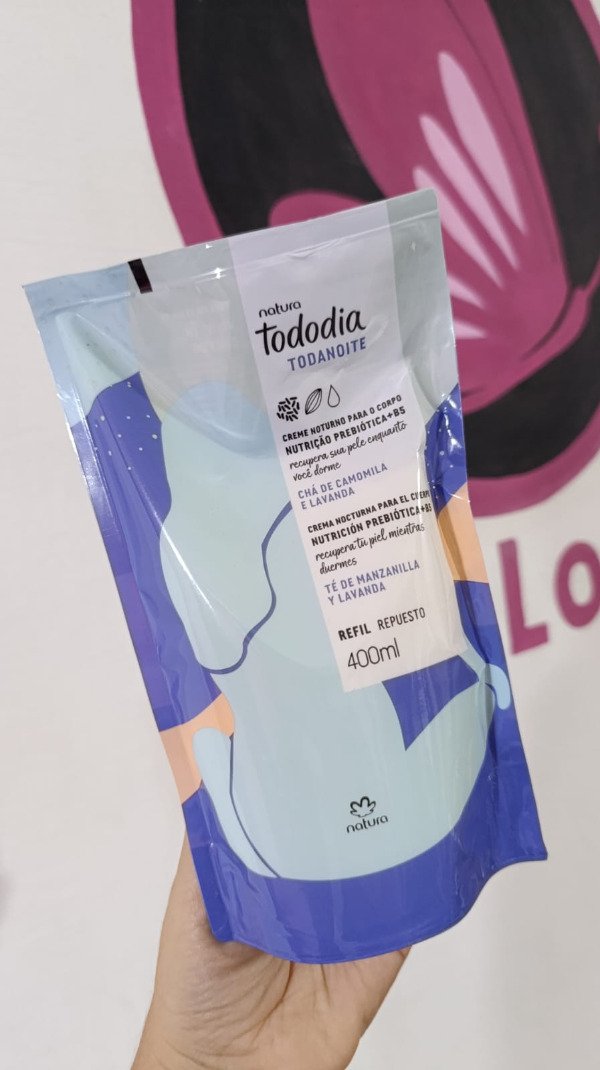 natura
tododia
TODANOITE
CREME NOTURNO PARA O CORPO
NUTRIÇÃO PREBIÓTICA+B5
recupera sua pele enquanto
você dorme
CHÁ DE CAMOMILA
E LAVANDA
CREMA NOCTURNA PARA EL CUERPO
NUTRICIÓN PREBIÓTICA+B5
recupera tu piel mientras
duermes
TÉ DE MANZANILLA
Y LAVANDA
REFIL REPUESTO
400ml
natura
LO